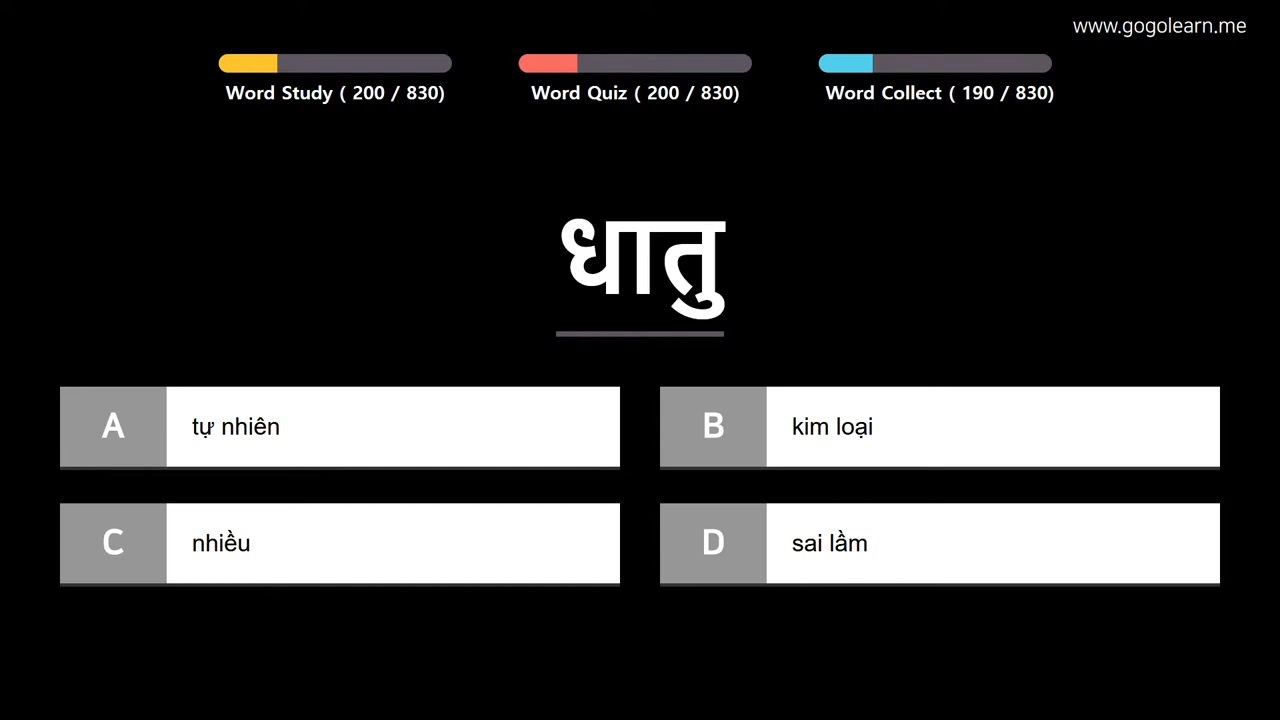 www.gogolearn.me
Word Study ( 200 / 830)
Word Quiz ( 200 / 830)
Word Collect ( 190 / 830)
धातु
A tự nhiên
B kim loại
C nhiều
D sai lầm